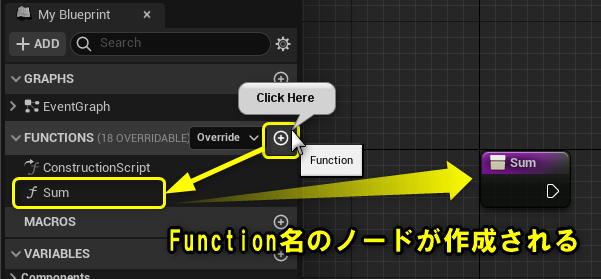 My Blueprint
ADD
Search
GRAPHS
EventGraph
Click Here
FUNCTIONS (18 OVERRIDABLE)
Override
Function
ConstructionScript
Sum
Sum
MACROS
Function名のノードが作成される
VARIABLES
Components